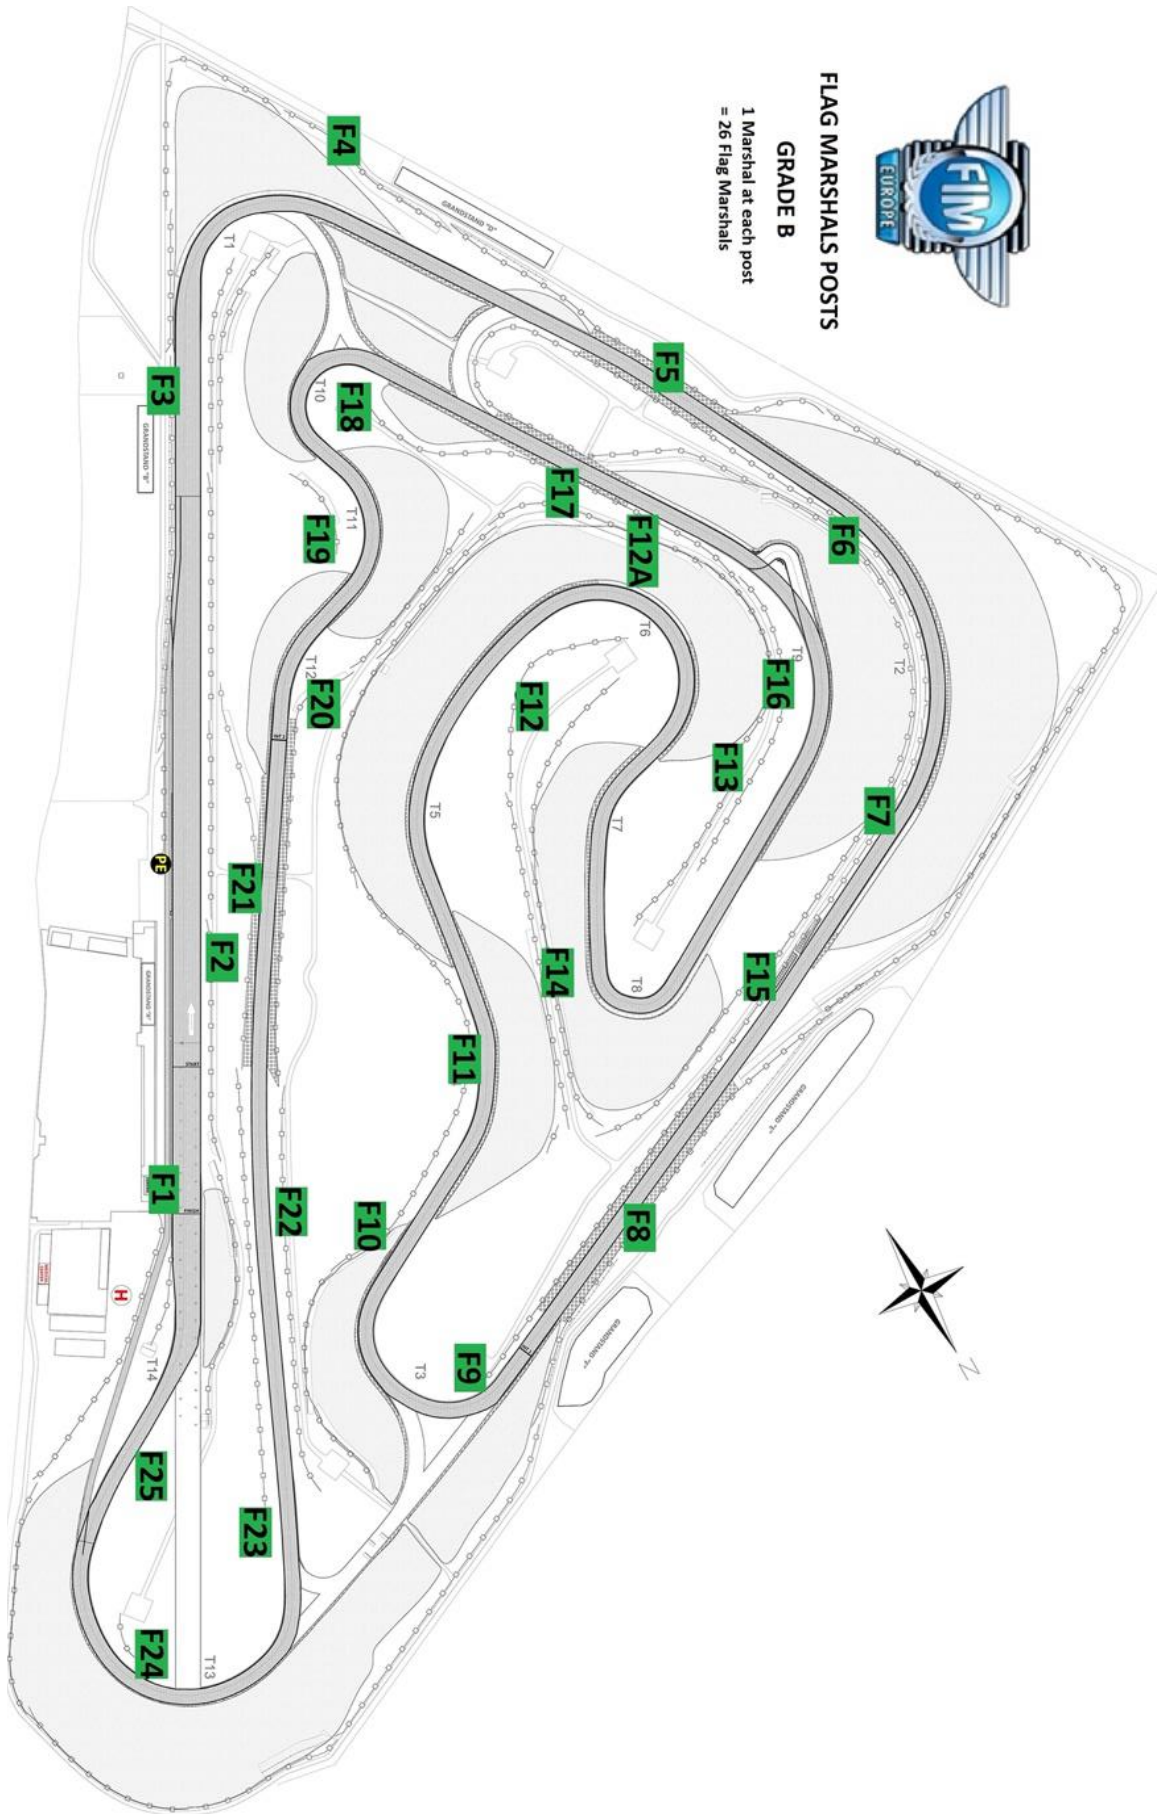 FIM
EUROPE
FLAG MARSHALS POSTS
GRADE B
1 Marshal at each post
= 26 Flag Marshals
F4
GRANDSTAND "D"
T1
F3
GRANDSTAND "B"
F5
T10
F18
F17
F6
T11
F19
F12A
T2
T9
T6
T12
F20
F12
F16
F13
F7
T5
T7
PE
F21
F2
GRANDSTAND "A"
START
F14
T8
F15
F11
F1
FINISH
F22
F10
F8
H
T14
T3
F9
N
F25
F23
F24
T13